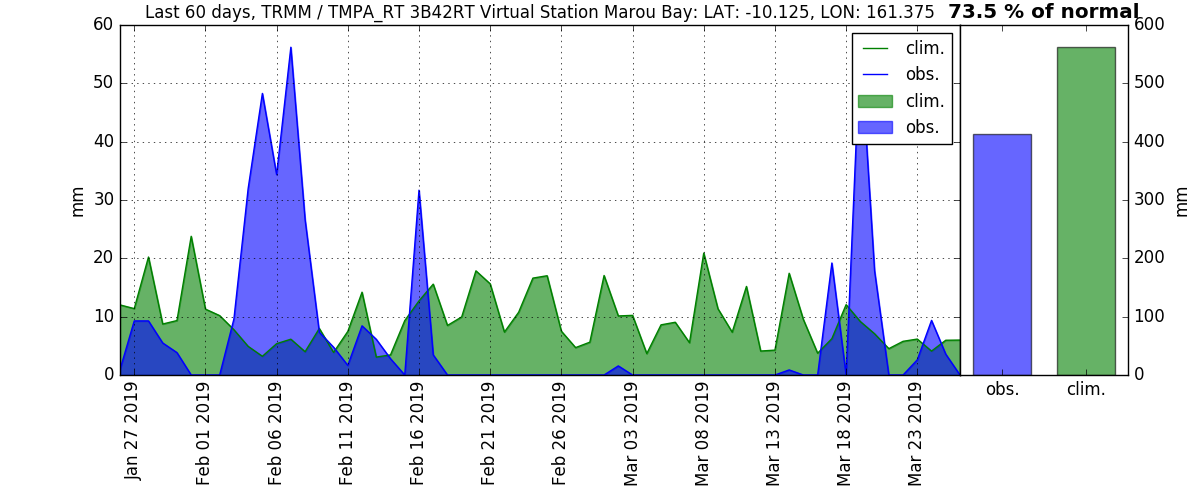 Last 60 days, TRMM / TMPA_RT 3B42RT Virtual Station Marou Bay: LAT: -10.125, LON: 161.375
73.5 % of normal
60
50
40
30
20
10
0
mm
clim.
obs.
clim.
obs.
600
500
400
300
200
100
0
mm
obs.
clim.
Jan 27 2019
Feb 01 2019
Feb 06 2019
Feb 11 2019
Feb 16 2019
Feb 21 2019
Feb 26 2019
Mar 03 2019
Mar 08 2019
Mar 13 2019
Mar 18 2019
Mar 23 2019